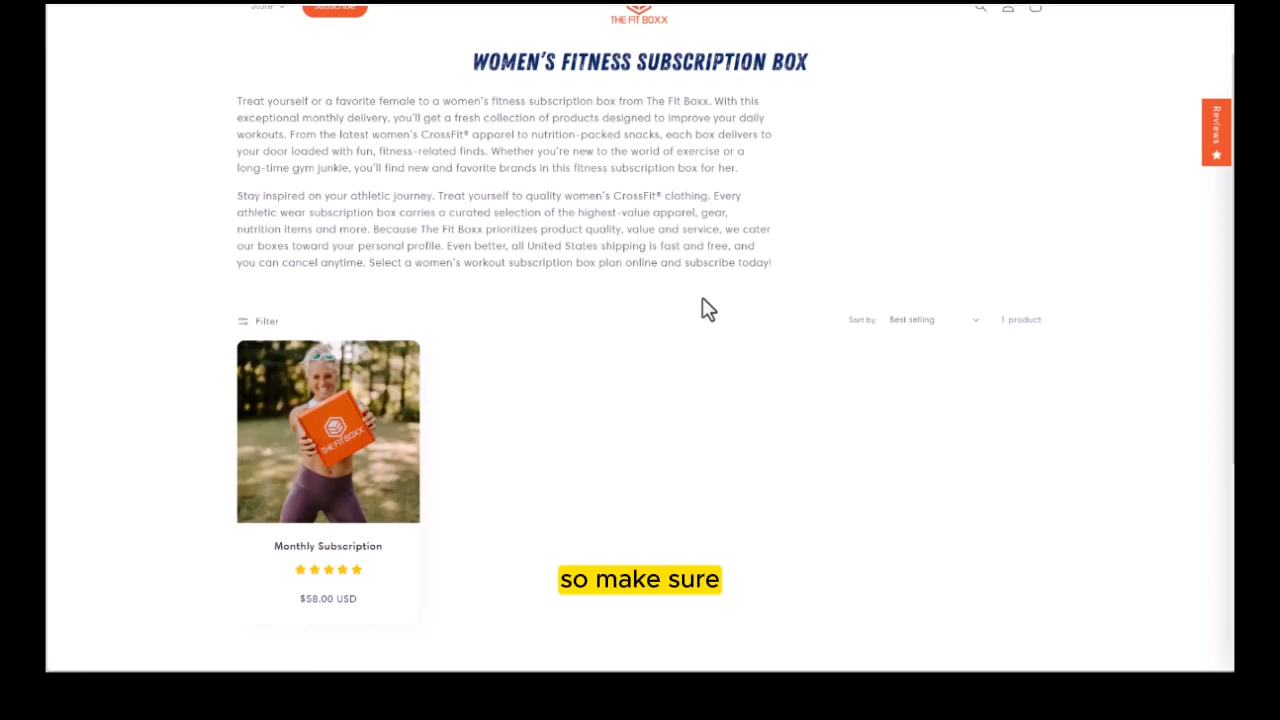 Store
Subscribe
THE FIT BOXX
WOMEN'S FITNESS SUBSCRIPTION BOX
Treat yourself or a favorite female to a women's fitness subscription box from The Fit Boxx. With this
exceptional monthly delivery, you'll get a fresh collection of products designed to improve your daily
workouts. From the latest women's CrossFit® apparel to nutrition-packed snacks, each box delivers to
your door loaded with fun, fitness-related finds. Whether you're new to the world of exercise or a
long-time gym junkie, you'll find new and favorite brands in this fitness subscription box for her.
Stay inspired on your athletic journey. Treat yourself to quality women's CrossFit® clothing. Every
athletic wear subscription box carries a curated selection of the highest-value apparel, gear,
nutrition items and more. Because The Fit Boxx prioritizes product quality, value and service, we cater
our boxes toward your personal profile. Even better, all United States shipping is fast and free, and
you can cancel anytime. Select a women's workout subscription box plan online and subscribe today!
Reviews
Filter
Sort by: Best selling 1 product
THE FIT BOXX
Monthly Subscription
$58.00 USD
so make sure